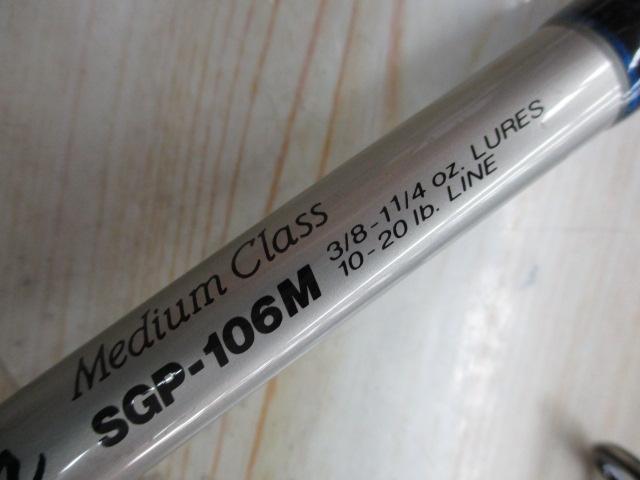 Medium Class
SGP-106M
3/8-11/4 oz. LURES
10-20 lb. LINE